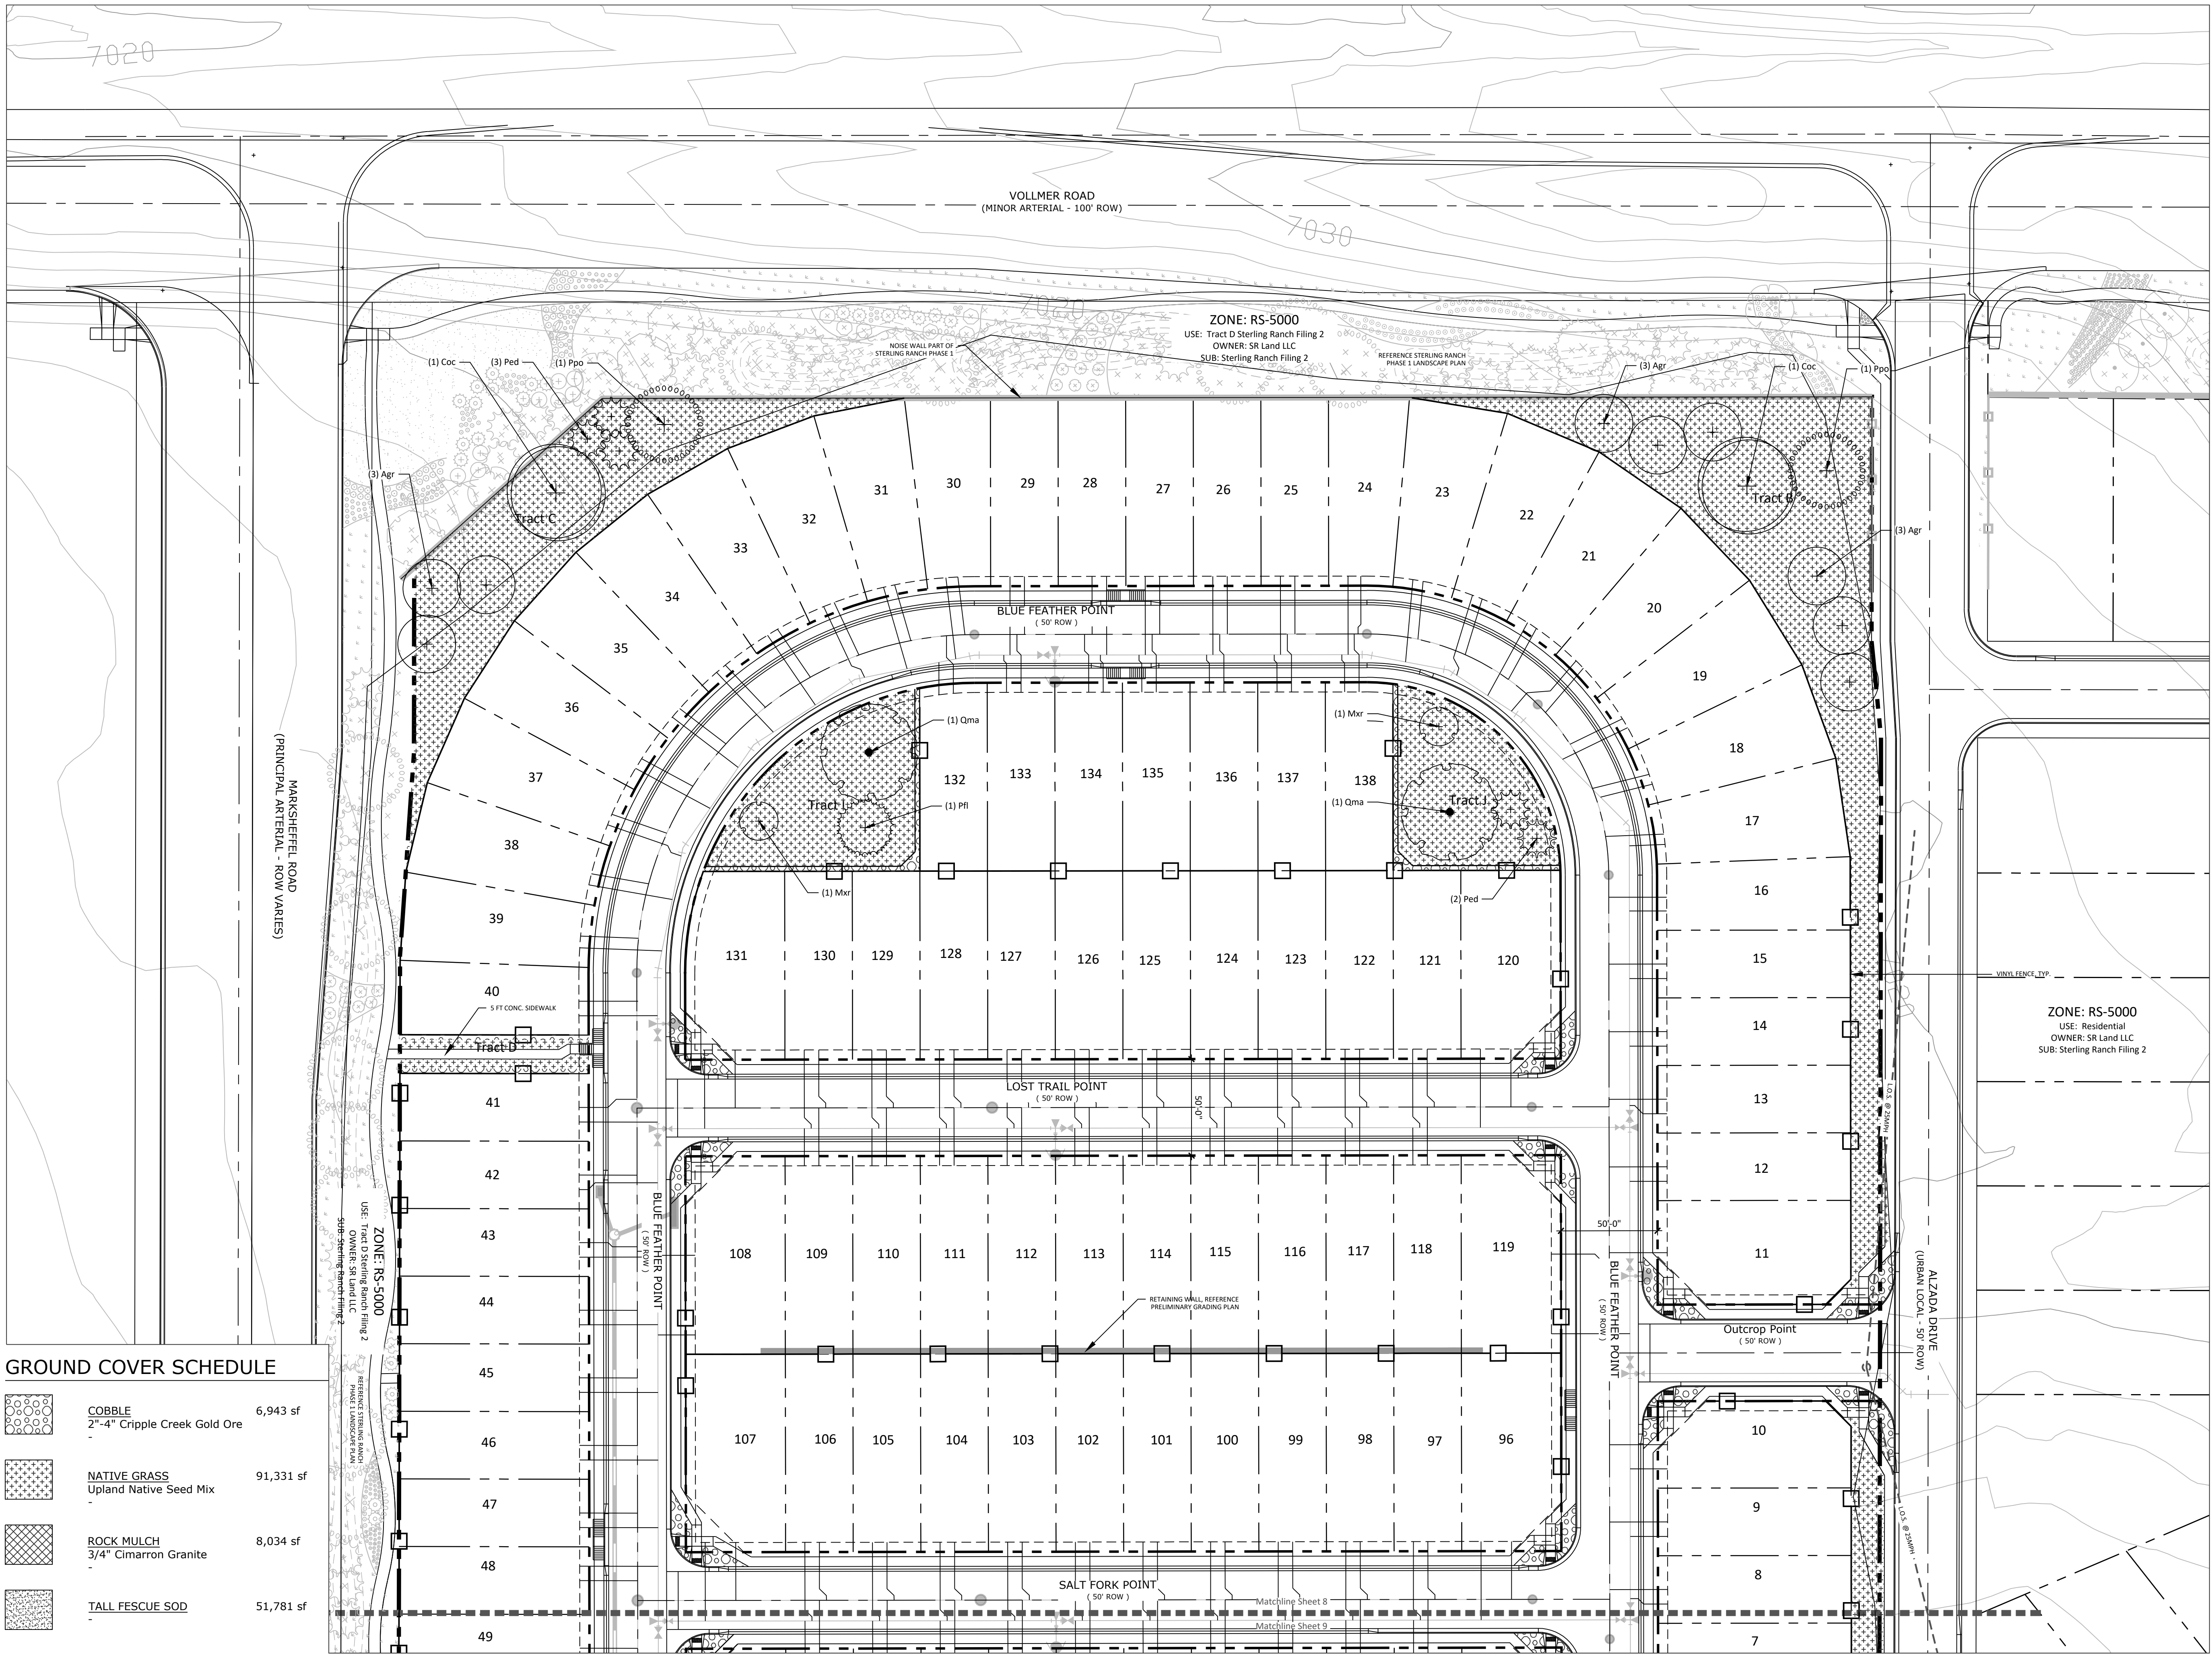 7020
VOLLMER ROAD
(MINOR ARTERIAL - 100' ROW)
7030
7020
ZONE: RS-5000
USE: Tract D Sterling Ranch Filing 2
OWNER: SR Land LLC
SUB: Sterling Ranch Filing 2
NOISE WALL PART OF
STERLING RANCH PHASE 1
REFERENCE STERLING RANCH
PHASE 1 LANDSCAPE PLAN
(1) Coc
(3) Ped
(1) Ppo
(3) Agr
(1) Coc
(1) Ppo
(3) Agr
Tract C
Tract B
(3) Agr
31
30
29
28
27
26
25
24
23
22
21
20
19
18
17
16
15
14
13
12
11
32
33
34
35
36
37
38
39
40
BLUE FEATHER POINT
( 50' ROW )
(1) Qma
(1) Mxr
Tract I
(1) Pfl
(1) Mxr
(1) Qma
Tract J
(2) Ped
132
133
134
135
136
137
138
131
130
129
128
127
126
125
124
123
122
121
120
MARKSHEFFEL ROAD
(PRINCIPAL ARTERIAL - ROW VARIES)
5 FT CONC. SIDEWALK
Tract D
VINYL FENCE, TYP.
ZONE: RS-5000
USE: Residential
OWNER: SR Land LLC
SUB: Sterling Ranch Filing 2
LOST TRAIL POINT
( 50' ROW )
50'-0"
L.O.S. @ 25MPH
41
42
43
44
45
46
47
48
49
ZONE: RS-5000
USE: Tract D Sterling Ranch Filing 2
OWNER: SR Land LLC
SUB: Sterling Ranch Filing 2
BLUE FEATHER POINT
( 50' ROW )
108
109
110
111
112
113
114
115
116
117
118
119
50'-0"
BLUE FEATHER POINT
( 50' ROW )
RETAINING WALL, REFERENCE
PRELIMINARY GRADING PLAN
Outcrop Point
( 50' ROW )
ALZADA DRIVE
(URBAN LOCAL - 50' ROW)
107
106
105
104
103
102
101
100
99
98
97
96
10
9
8
7
L.O.S. @ 25MPH
REFERENCE STERLING RANCH
PHASE 1 LANDSCAPE PLAN
SALT FORK POINT
( 50' ROW )
Matchline Sheet 8
Matchline Sheet 9
GROUND COVER SCHEDULE
COBBLE 6,943 sf
2"-4" Cripple Creek Gold Ore
-
NATIVE GRASS 91,331 sf
Upland Native Seed Mix
-
ROCK MULCH 8,034 sf
3/4" Cimarron Granite
-
TALL FESCUE SOD 51,781 sf
-